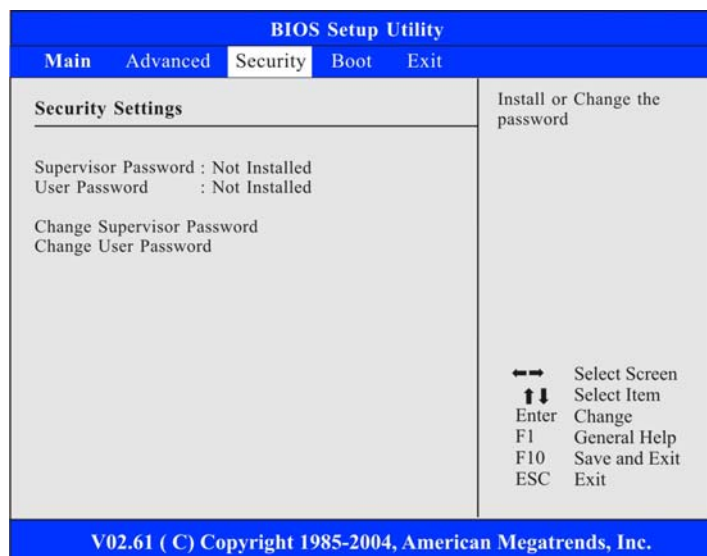 BIOS Setup Utility
Main Advanced Security Boot Exit
Security Settings
Supervisor Password : Not Installed
User Password : Not Installed
Change Supervisor Password
Change User Password
Install or Change the
password
←→ Select Screen
↑↓ Select Item
Enter Change
F1 General Help
F10 Save and Exit
ESC Exit
V02.61 ( C) Copyright 1985-2004, American Megatrends, Inc.